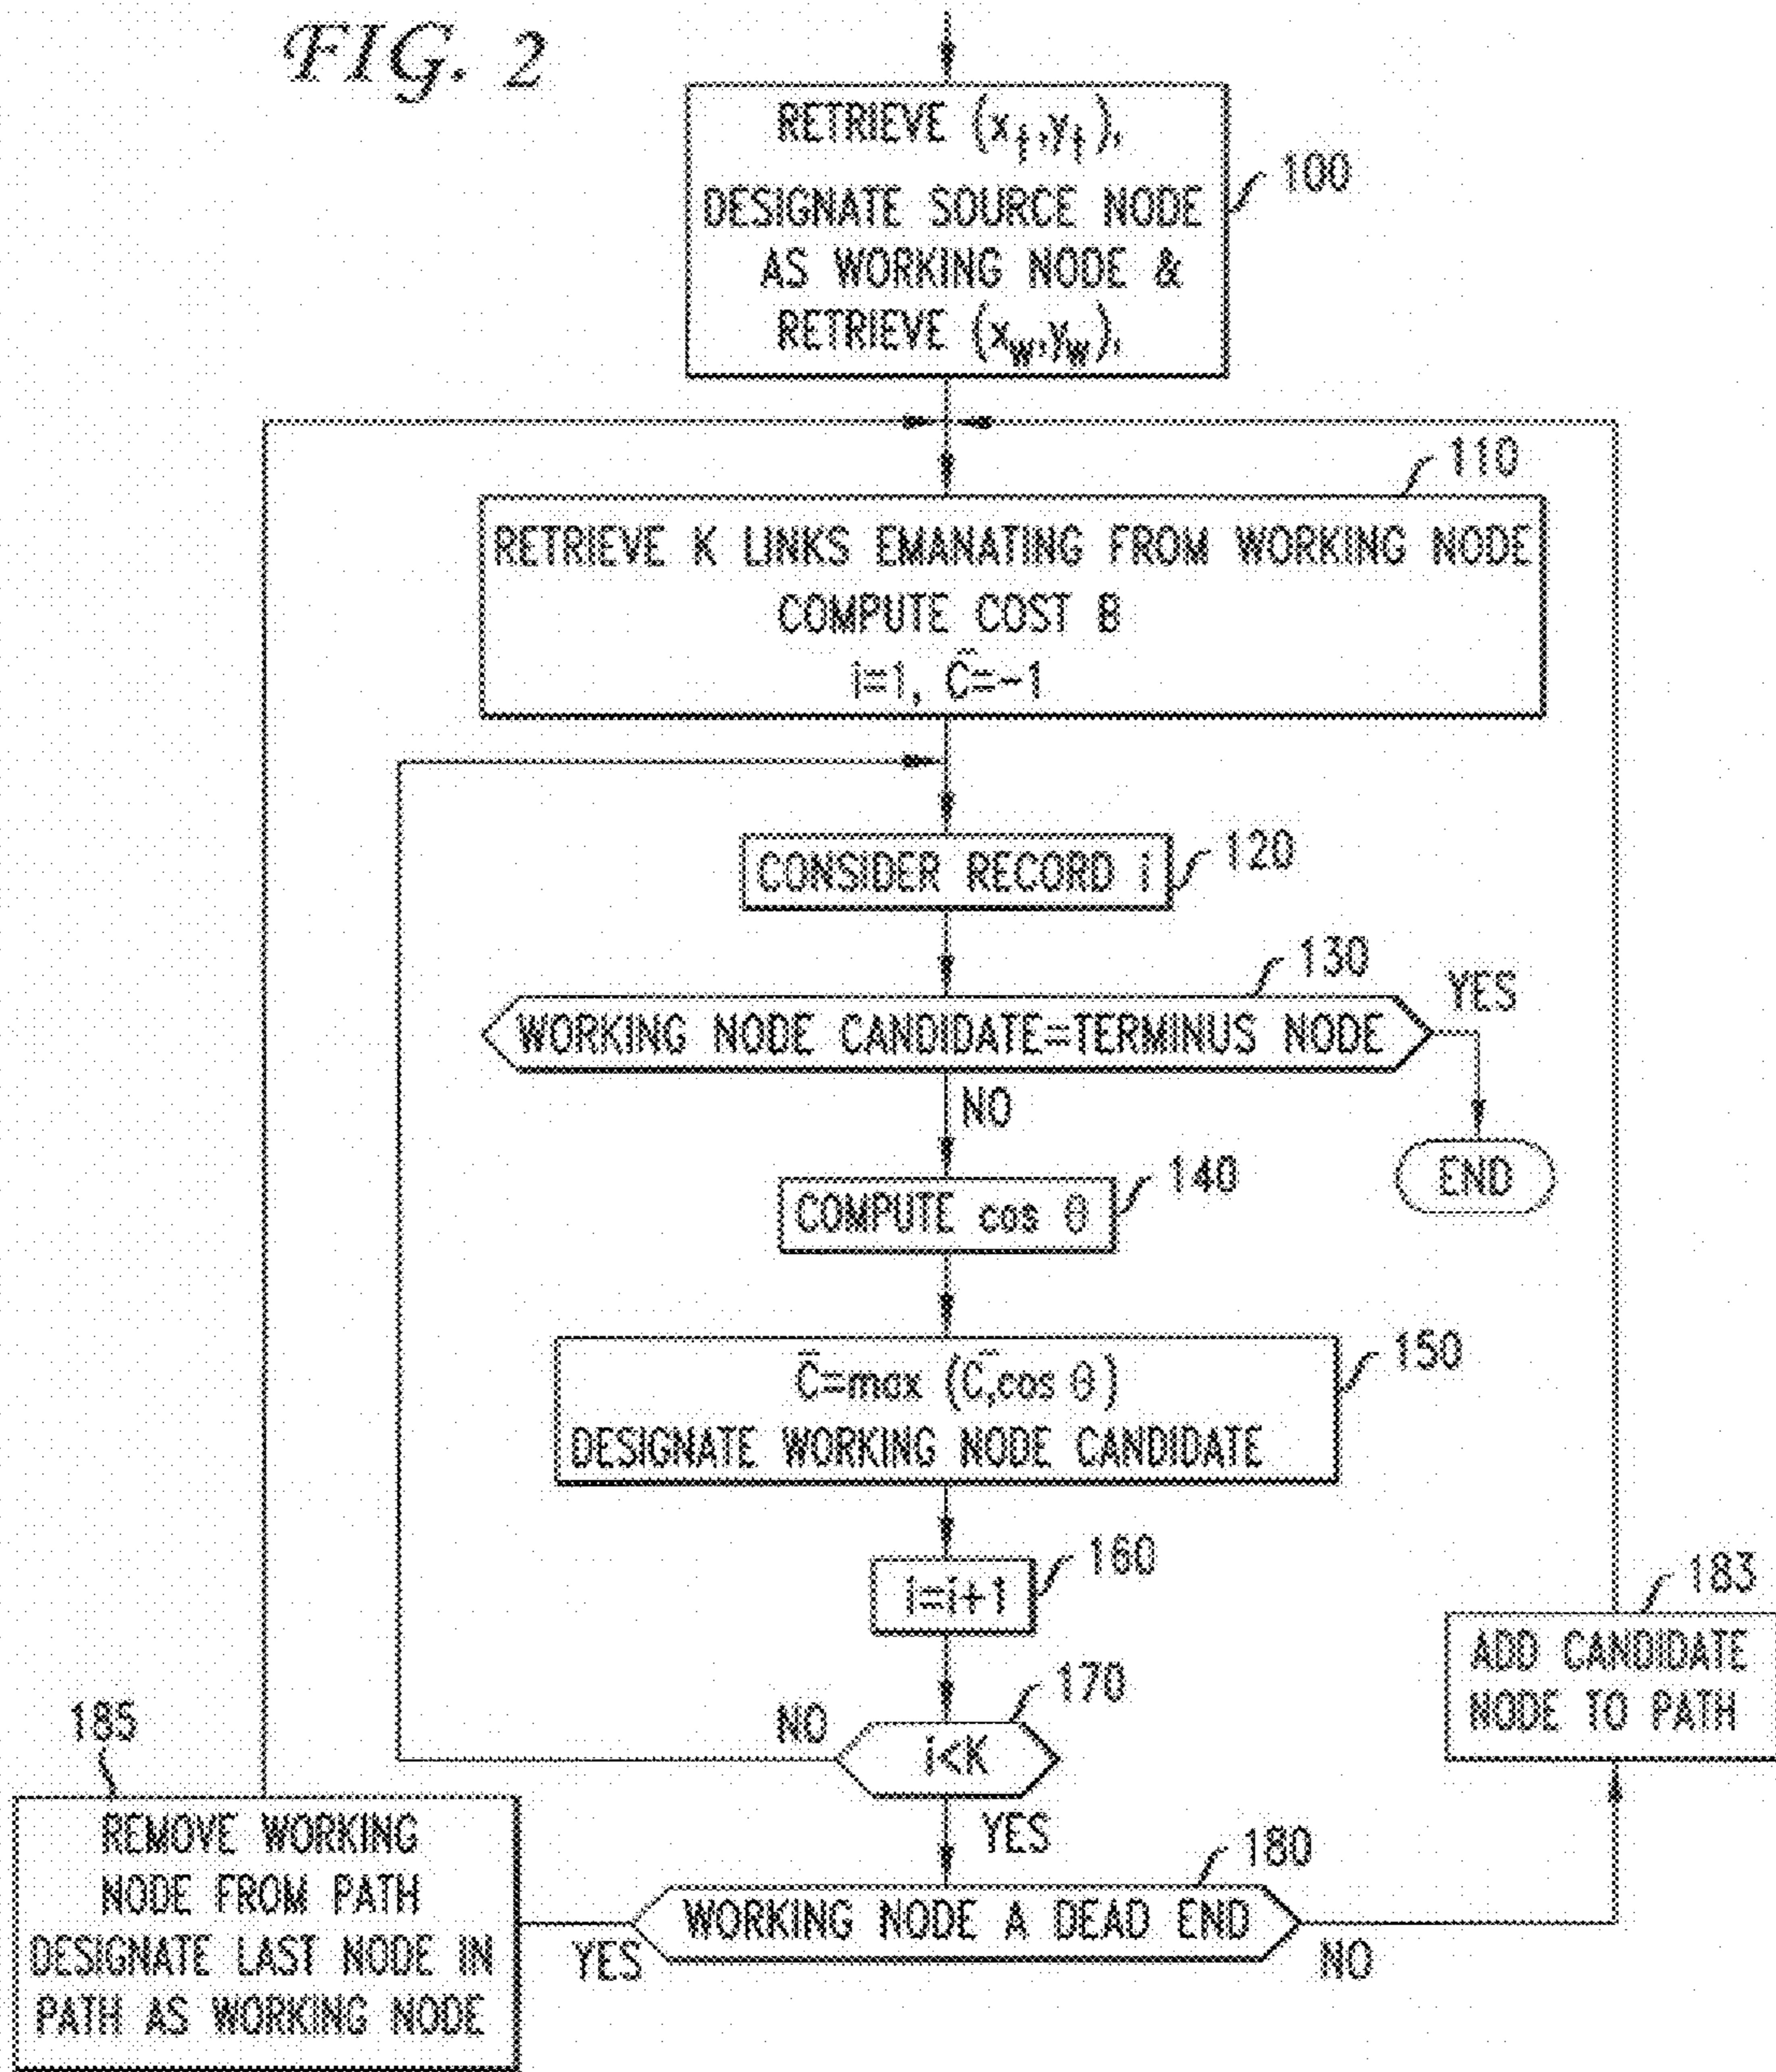 FIG. 2
RETRIEVE (xt,yt),
DESIGNATE SOURCE NODE
AS WORKING NODE &
RETRIEVE (xw,yw),
100
110
RETRIEVE K LINKS EMANATING FROM WORKING NODE
COMPUTE COST B
i=1, Ĉ=-1
CONSIDER RECORD i
120
130
WORKING NODE CANDIDATE=TERMINUS NODE
YES
NO
END
COMPUTE cos θ
140
150
Ĉ=max (Ĉ,cos θ)
DESIGNATE WORKING NODE CANDIDATE
160
i=i+1
183
ADD CANDIDATE
NODE TO PATH
170
NO
i<K
YES
185
REMOVE WORKING
NODE FROM PATH
DESIGNATE LAST NODE IN
PATH AS WORKING NODE
180
YES
WORKING NODE A DEAD END
NO